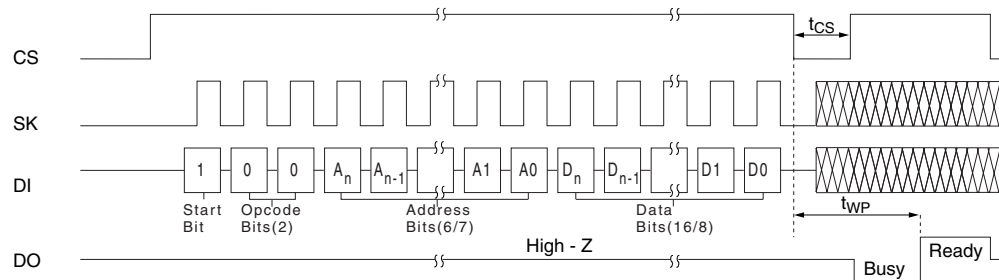 CS
tCS
SK
DI
1 0 0 An An-1 A1 A0 Dn Dn-1 D1 D0
Start Bit
Opcode Bits(2)
Address Bits(6/7)
Data Bits(16/8)
tWP
DO
High - Z
Busy
Ready